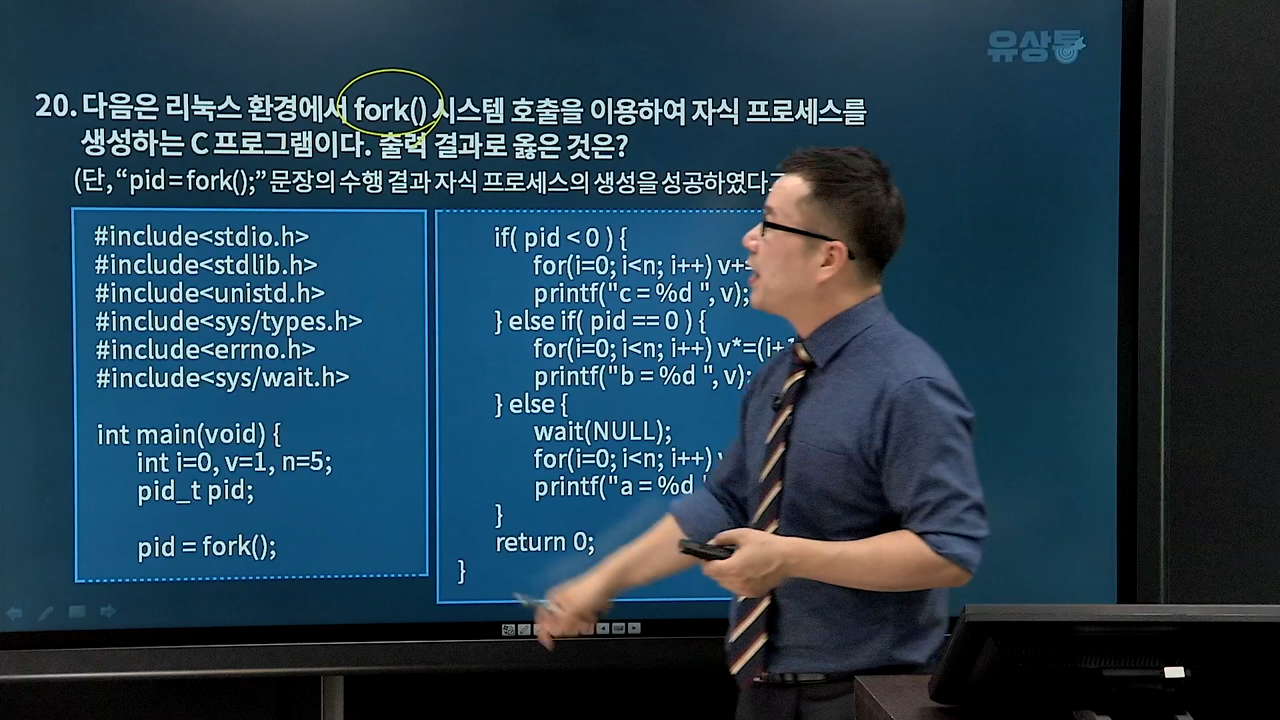 유상통
20. 다음은 리눅스 환경에서 fork() 시스템 호출을 이용하여 자식 프로세스를
생성하는 C 프로그램이다. 출력 결과로 옳은 것은?
(단, “pid = fork();” 문장의 수행 결과 자식 프로세스의 생성을 성공하였다
#include<stdio.h>
#include<stdlib.h>
#include<unistd.h>
#include<sys/types.h>
#include<errno.h>
#include<sys/wait.h>
int main(void) {
int i=0, v=1, n=5;
pid_t pid;
pid = fork();
if( pid < 0 ) {
for(i=0; i<n; i++) v+
printf("c = %d ", v);
} else if( pid == 0 ) {
for(i=0; i<n; i++) v*=(i+1
printf("b = %d ", v);
} else {
wait(NULL);
for(i=0; i<n; i++)
printf("a = %d "
}
return 0;
}